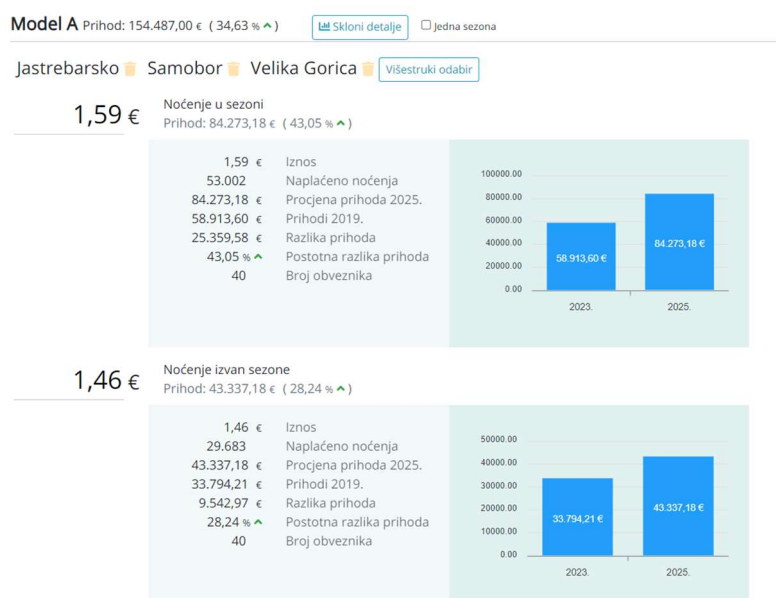 Model A Prihod: 154.487,00 € ( 34,63 % ) Skloni detalje Jedna sezona
Jastrebarsko Samobor Velika Gorica Višestruki odabir
1,59 €
Noćenje u sezoni
Prihod: 84.273,18 € ( 43,05 % )
1,59 € Iznos
53.002 Naplaćeno noćenja
84.273,18 € Procjena prihoda 2025.
58.913,60 € Prihodi 2019.
25.359,58 € Razlika prihoda
43,05 % Postotna razlika prihoda
40 Broj obveznika
100000.00
80000.00
60000.00
40000.00
20000.00
0.00
58.913,60 €
84.273,18 €
2023. 2025.
1,46 €
Noćenje izvan sezone
Prihod: 43.337,18 € ( 28,24 % )
1,46 € Iznos
29.683 Naplaćeno noćenja
43.337,18 € Procjena prihoda 2025.
33.794,21 € Prihodi 2019.
9.542,97 € Razlika prihoda
28,24 % Postotna razlika prihoda
40 Broj obveznika
50000.00
40000.00
30000.00
20000.00
10000.00
0.00
33.794,21 €
43.337,18 €
2023. 2025.